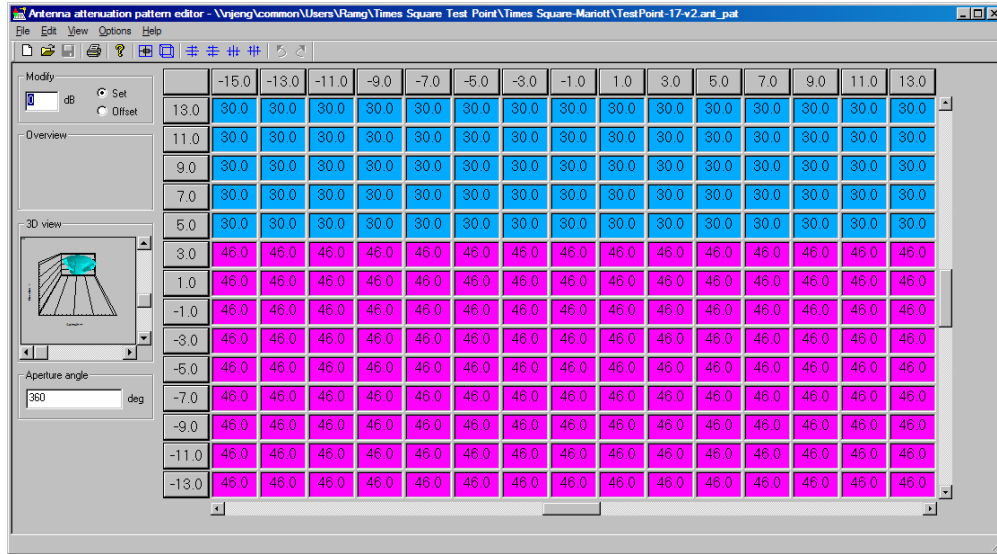 Antenna attenuation pattern editor - \\njeng\common\Users\Ramg\Times Square Test Point\Times Square-Mariott\TestPoint-17-v2.ant_pat
File Edit View Options Help
Modify
0 dB Set
Offset
Overview
3D view
Aperture angle
360 deg
-15.0 -13.0 -11.0 -9.0 -7.0 -5.0 -3.0 -1.0 1.0 3.0 5.0 7.0 9.0 11.0 13.0
13.0 30.0 30.0 30.0 30.0 30.0 30.0 30.0 30.0 30.0 30.0 30.0 30.0 30.0 30.0 30.0
11.0 30.0 30.0 30.0 30.0 30.0 30.0 30.0 30.0 30.0 30.0 30.0 30.0 30.0 30.0 30.0
9.0 30.0 30.0 30.0 30.0 30.0 30.0 30.0 30.0 30.0 30.0 30.0 30.0 30.0 30.0 30.0
7.0 30.0 30.0 30.0 30.0 30.0 30.0 30.0 30.0 30.0 30.0 30.0 30.0 30.0 30.0 30.0
5.0 30.0 30.0 30.0 30.0 30.0 30.0 30.0 30.0 30.0 30.0 30.0 30.0 30.0 30.0 30.0
3.0 46.0 46.0 46.0 46.0 46.0 46.0 46.0 46.0 46.0 46.0 46.0 46.0 46.0 46.0 46.0
1.0 46.0 46.0 46.0 46.0 46.0 46.0 46.0 46.0 46.0 46.0 46.0 46.0 46.0 46.0 46.0
-1.0 46.0 46.0 46.0 46.0 46.0 46.0 46.0 46.0 46.0 46.0 46.0 46.0 46.0 46.0 46.0
-3.0 46.0 46.0 46.0 46.0 46.0 46.0 46.0 46.0 46.0 46.0 46.0 46.0 46.0 46.0 46.0
-5.0 46.0 46.0 46.0 46.0 46.0 46.0 46.0 46.0 46.0 46.0 46.0 46.0 46.0 46.0 46.0
-7.0 46.0 46.0 46.0 46.0 46.0 46.0 46.0 46.0 46.0 46.0 46.0 46.0 46.0 46.0 46.0
-9.0 46.0 46.0 46.0 46.0 46.0 46.0 46.0 46.0 46.0 46.0 46.0 46.0 46.0 46.0 46.0
-11.0 46.0 46.0 46.0 46.0 46.0 46.0 46.0 46.0 46.0 46.0 46.0 46.0 46.0 46.0 46.0
-13.0 46.0 46.0 46.0 46.0 46.0 46.0 46.0 46.0 46.0 46.0 46.0 46.0 46.0 46.0 46.0